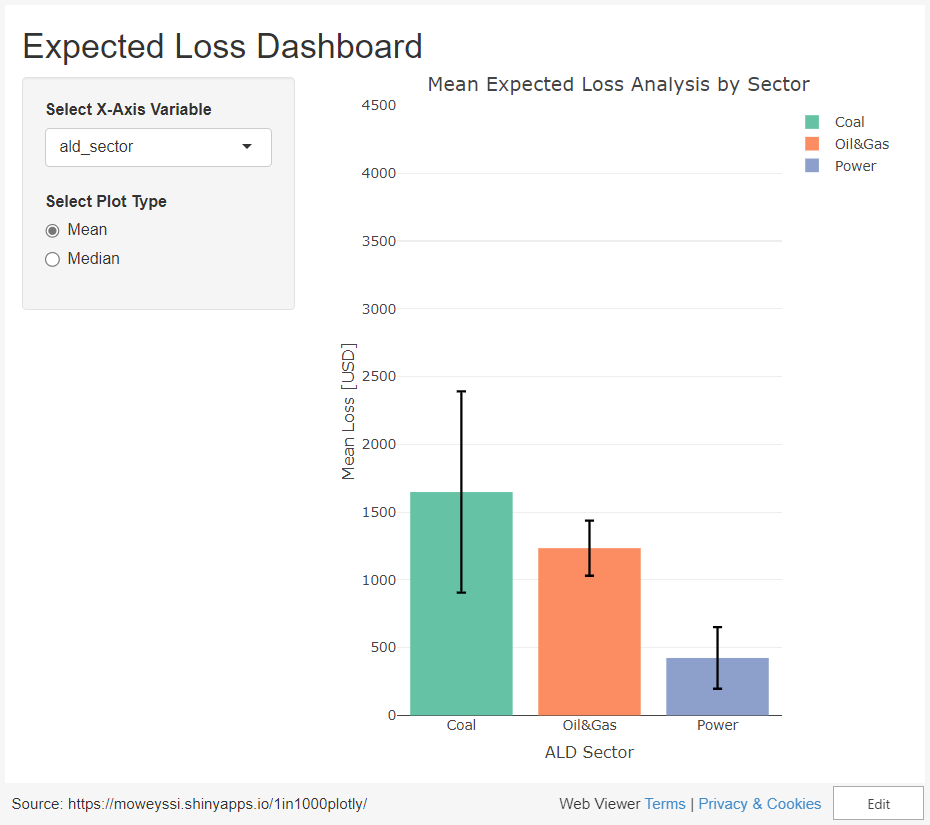 Expected Loss Dashboard
Select X-Axis Variable
ald_sector
Select Plot Type
Mean
Median
Mean Expected Loss Analysis by Sector
4500
4000
3500
3000
2500
2000
1500
1000
500
0
Mean Loss [USD]
Coal
Oil&Gas
Power
ALD Sector
Coal
Oil&Gas
Power
Source: https://moweyssi.shinyapps.io/1in1000plotly/
Web Viewer Terms | Privacy & Cookies
Edit